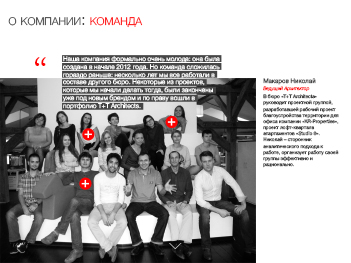 О КОМПАНИИ: КОМАНДА
“
Наша компания формально очень молода: она была
создана в начале 2012 года. Но команда сложилась
гораздо раньше: несколько лет мы все работали в
составе другого бюро. Некоторые из проектов,
которые мы начали делать тогда, были закончены
уже под новым брендом и по праву вошли в
портфолио T+T Architects.
Макаров Николай
Ведущий Архитектор
В бюро «T+T Architects»
руководит проектной группой,
разработавшей рабочий проект
благоустройства территории для
офиса компании «KR-Properties»,
проект лофт-квартала
апартаментов «Studio 8».
Николай – сторонник
аналитического подхода к
работе, организует работу своей
группы эффективно и
рационально.